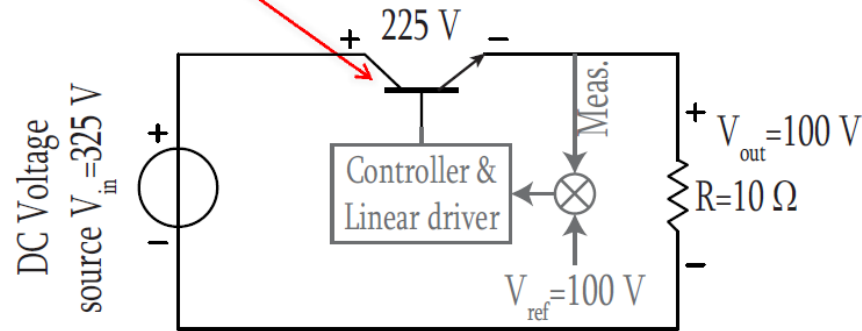 + 225 V −
DC Voltage
source V_in=325 V
+
−
Controller &
Linear driver
Meas.
V_ref=100 V
+
V_out=100 V
R=10 Ω
−